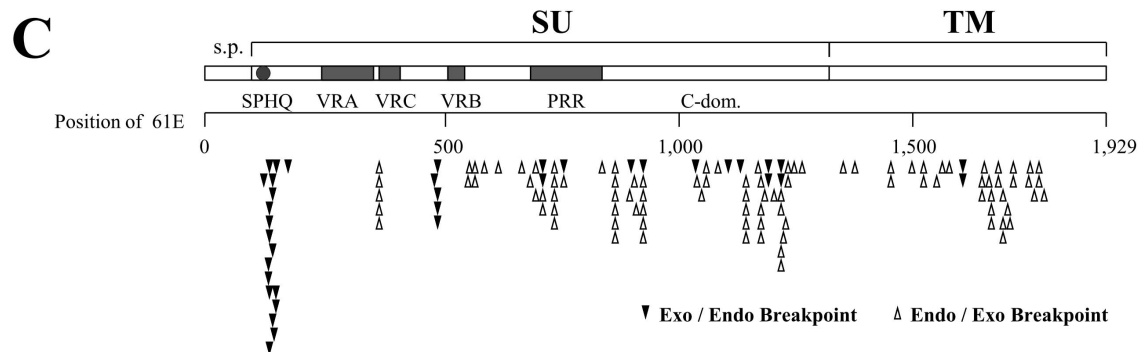 C
SU TM
s.p.
SPHQ VRA VRC VRB PRR C-dom.
Position of 61E
0 500 1,000 1,500 1,929
Exo / Endo Breakpoint Endo / Exo Breakpoint